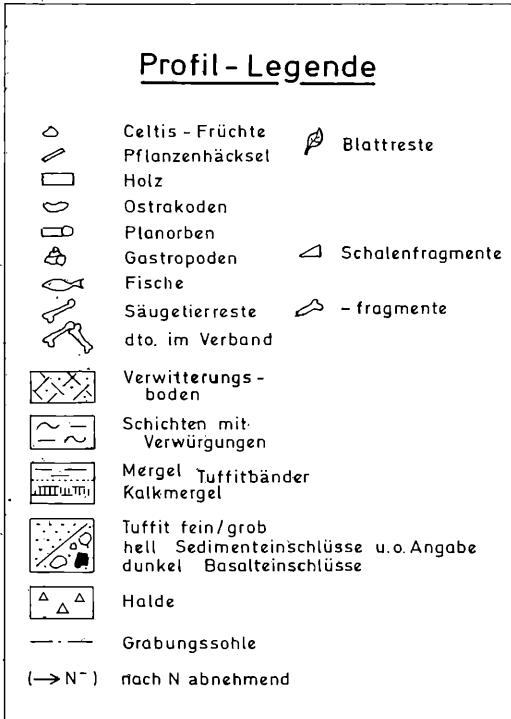 Profil - Legende
Celtis - Früchte
Blattreste
Pflanzenhäcksel
Holz
Ostrakoden
Planorben
Gastropoden
Schalenfragmente
Fische
Säugetierreste
- fragmente
dto. im Verband
Verwitterungs -
boden
Schichten mit
Verwürgungen
Mergel Tuffitbänder
Kalkmergel
Tuffit fein/grob
hell Sedimenteinschlüsse u.o. Angabe
dunkel Basalteinschlüsse
Halde
Grabungssohle
(→ N⁻) nach N abnehmend